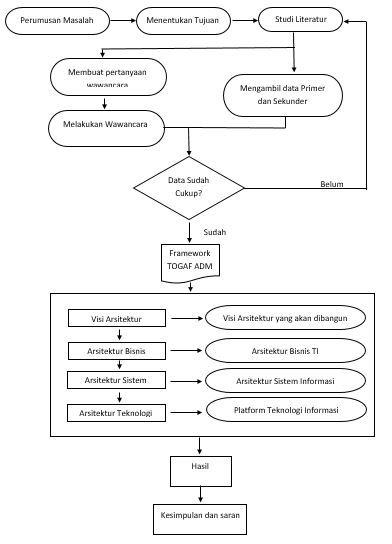 Perumusan Masalah
Menentukan Tujuan
Studi Literatur
Membuat pertanyaan
wawancara
Mengambil data Primer
dan Sekunder
Melakukan Wawancara
Data Sudah
Cukup?
Belum
Sudah
Framework
TOGAF ADM
Visi Arsitektur
Visi Arsitektur yang akan dibangun
Arsitektur Bisnis
Arsitektur Bisnis TI
Arsitektur Sistem
Arsitektur Sistem Informasi
Arsitektur Teknologi
Platform Teknologi Informasi
Hasil
Kesimpulan dan saran